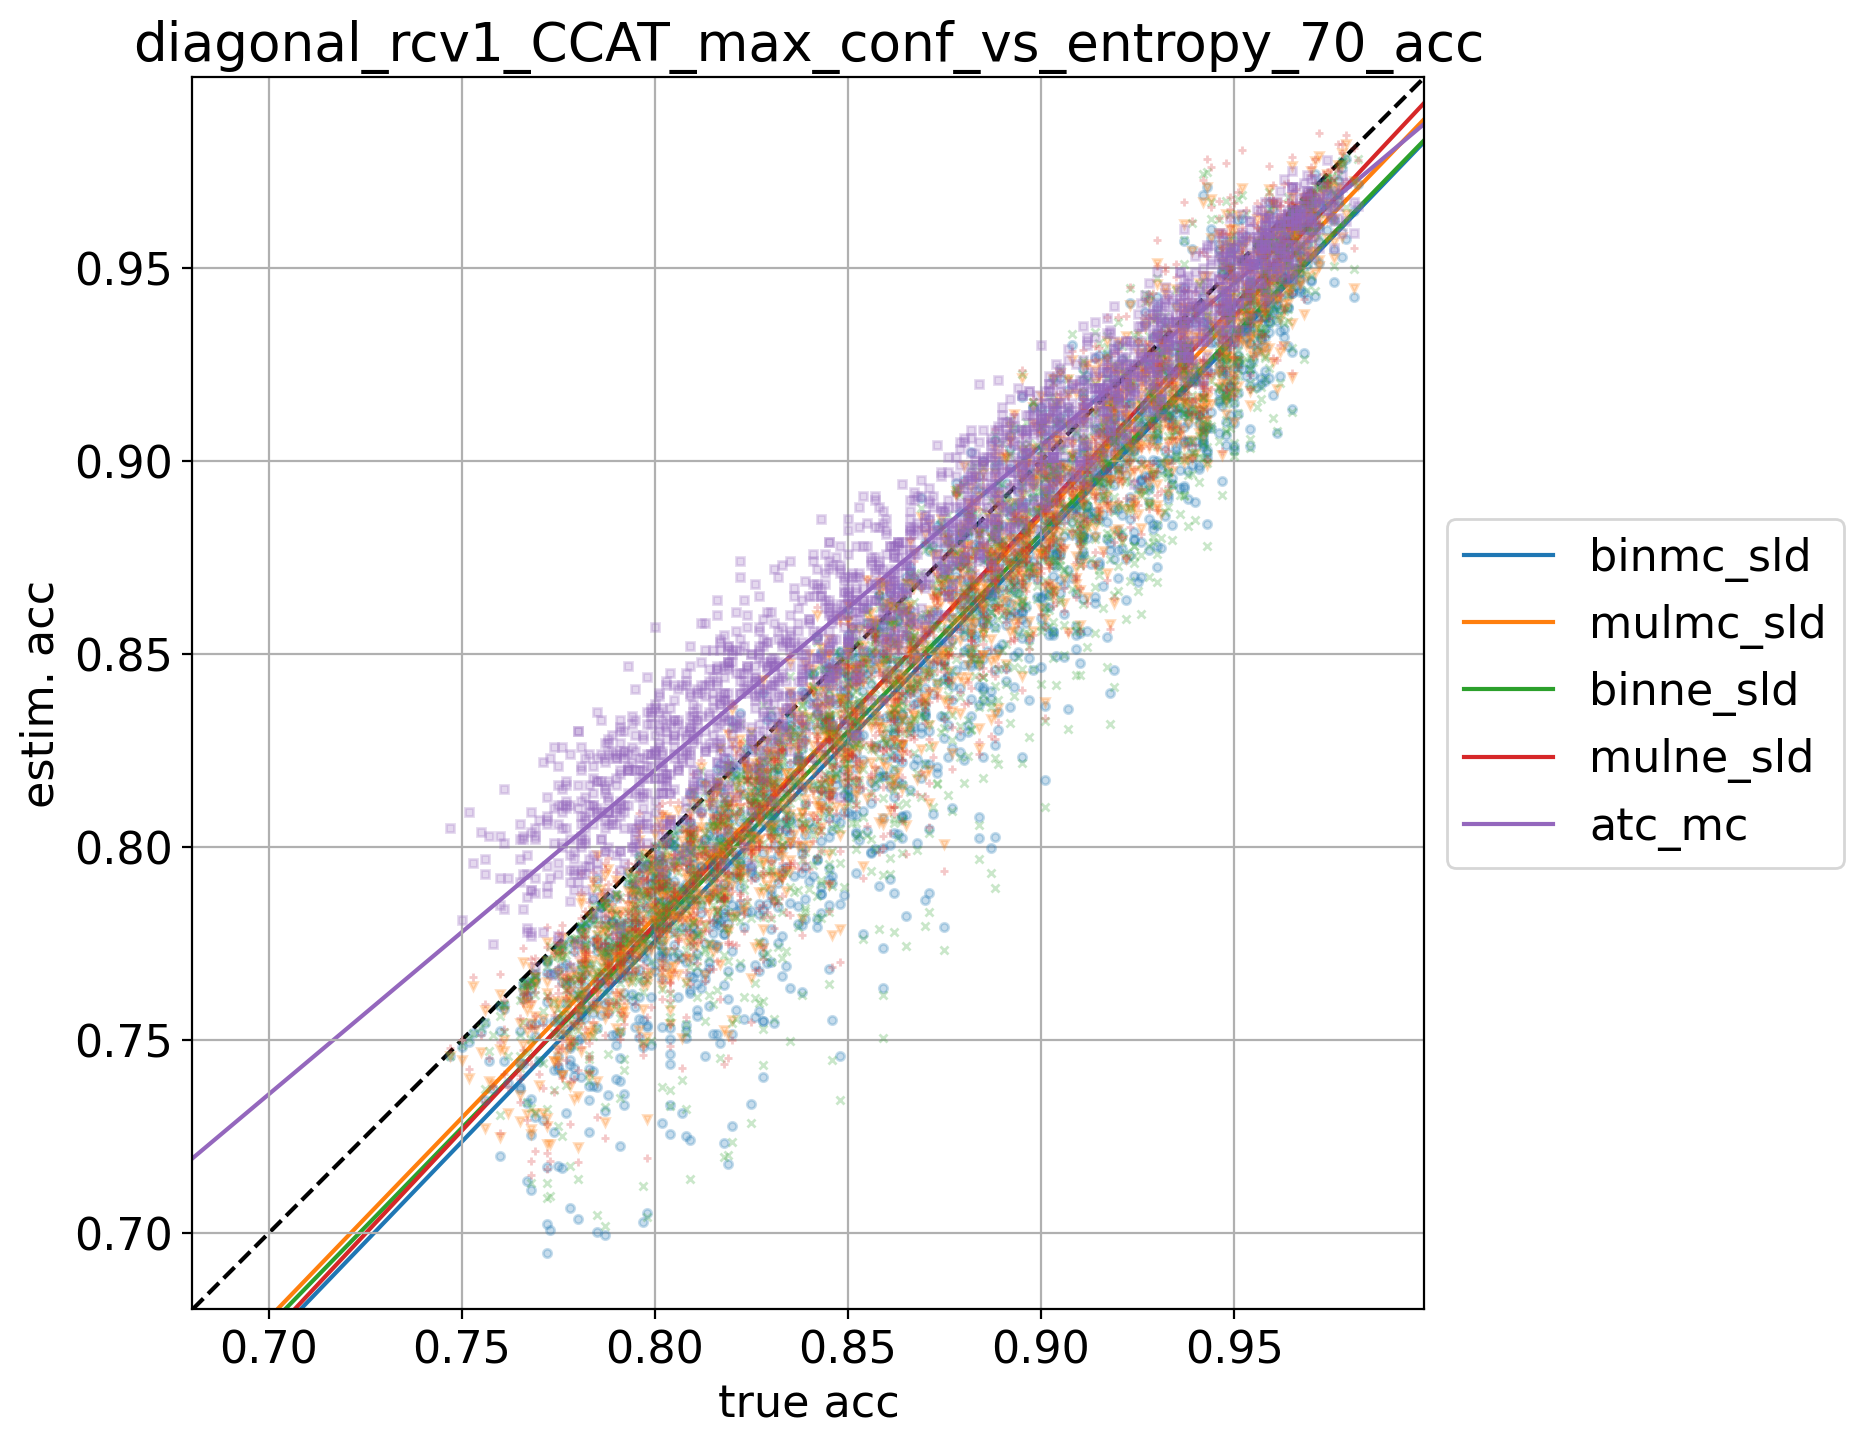 diagonal_rcv1_CCAT_max_conf_vs_entropy_70_acc
estim. acc
0.95
0.90
0.85
0.80
0.75
0.70
0.70 0.75 0.80 0.85 0.90 0.95
true acc
binmc_sld
mulmc_sld
binne_sld
mulne_sld
atc_mc